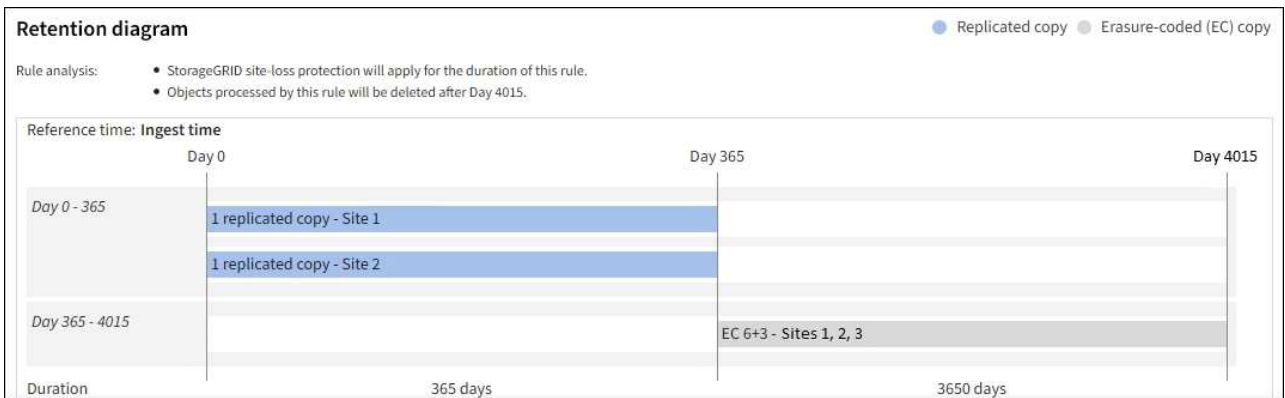 Retention diagram
Replicated copy Erasure-coded (EC) copy
Rule analysis:
• StorageGRID site-loss protection will apply for the duration of this rule.
• Objects processed by this rule will be deleted after Day 4015.
Reference time: Ingest time
Day 0 Day 365 Day 4015
Day 0 - 365
1 replicated copy - Site 1
1 replicated copy - Site 2
Day 365 - 4015
EC 6+3 - Sites 1, 2, 3
Duration 365 days 3650 days